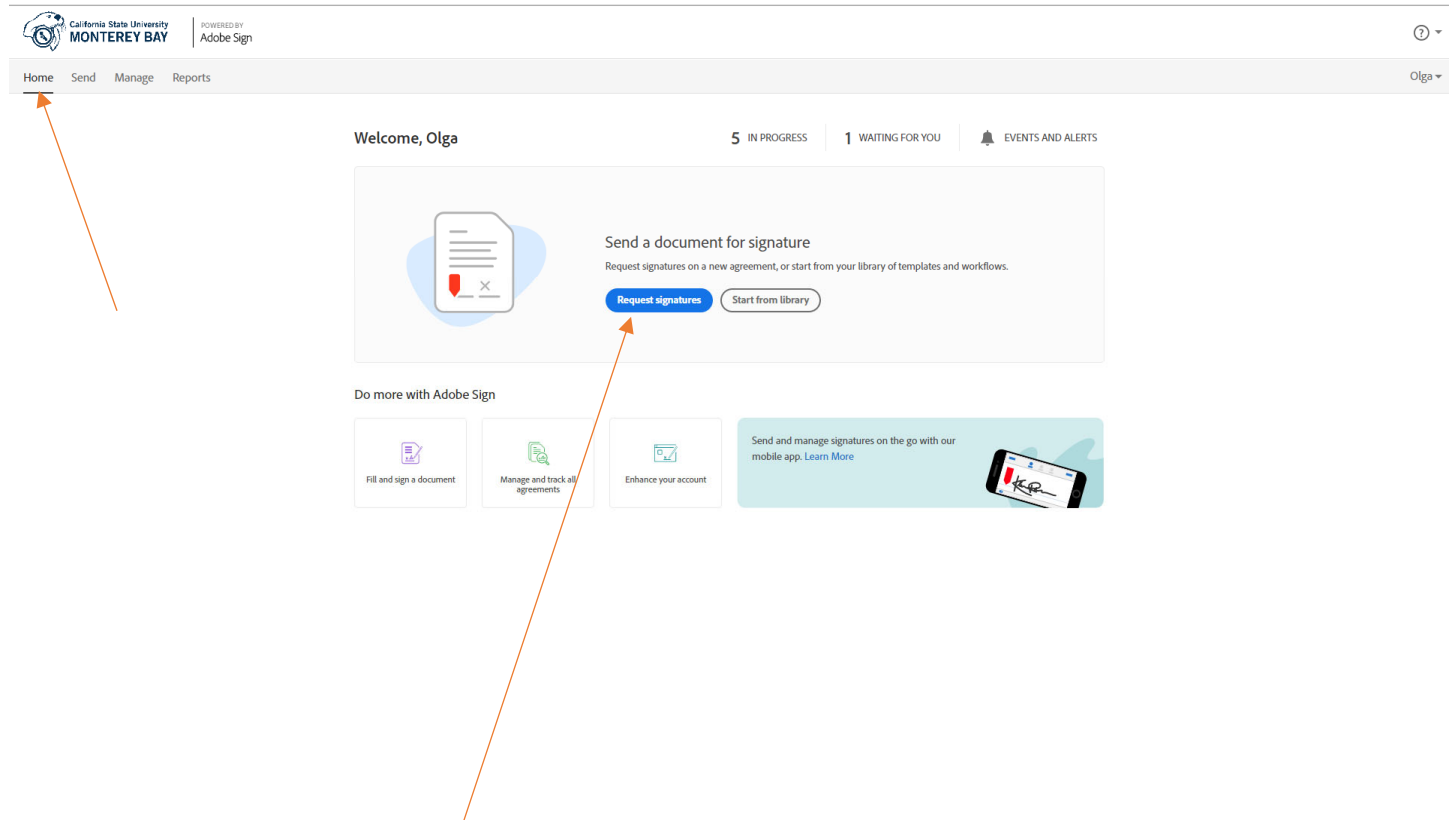 California State University
MONTEREY BAY
POWERED BY
Adobe Sign
?
Home Send Manage Reports
Olga
Welcome, Olga
5 IN PROGRESS
1 WAITING FOR YOU
EVENTS AND ALERTS
Send a document for signature
Request signatures on a new agreement, or start from your library of templates and workflows.
Request signatures
Start from library
Do more with Adobe Sign
Fill and sign a document
Manage and track all
agreements
Enhance your account
Send and manage signatures on the go with our
mobile app. Learn More